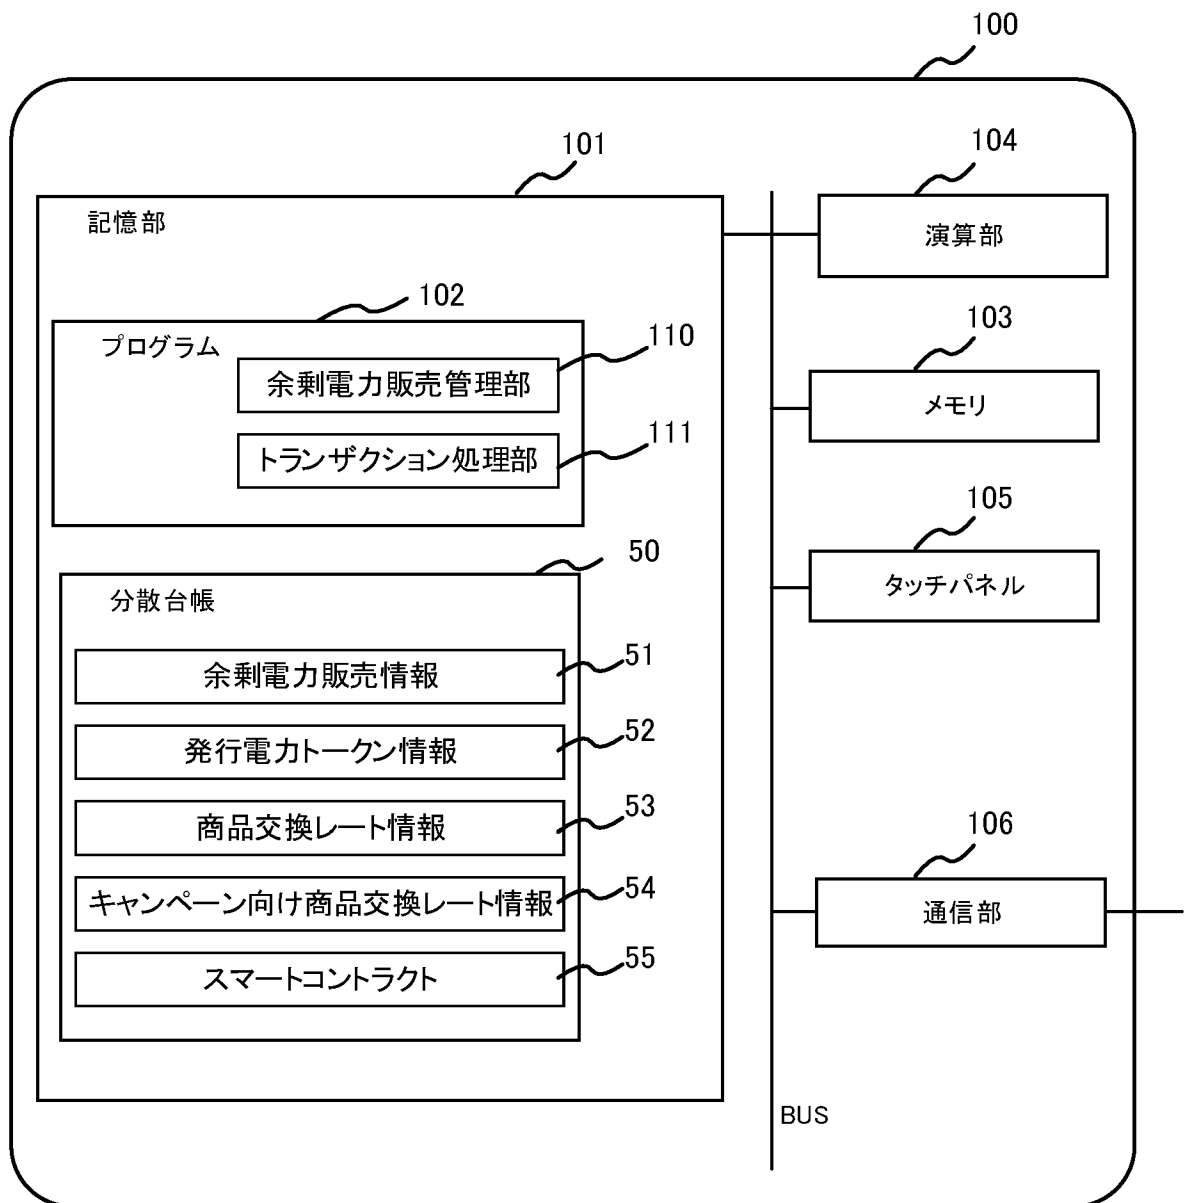 100
101
記憶部
102
プログラム
110
余剰電力販売管理部
111
トランザクション処理部
50
分散台帳
51
余剰電力販売情報
52
発行電力トークン情報
53
商品交換レート情報
54
キャンペーン向け商品交換レート情報
55
スマートコントラクト
104
演算部
103
メモリ
105
タッチパネル
106
通信部
BUS